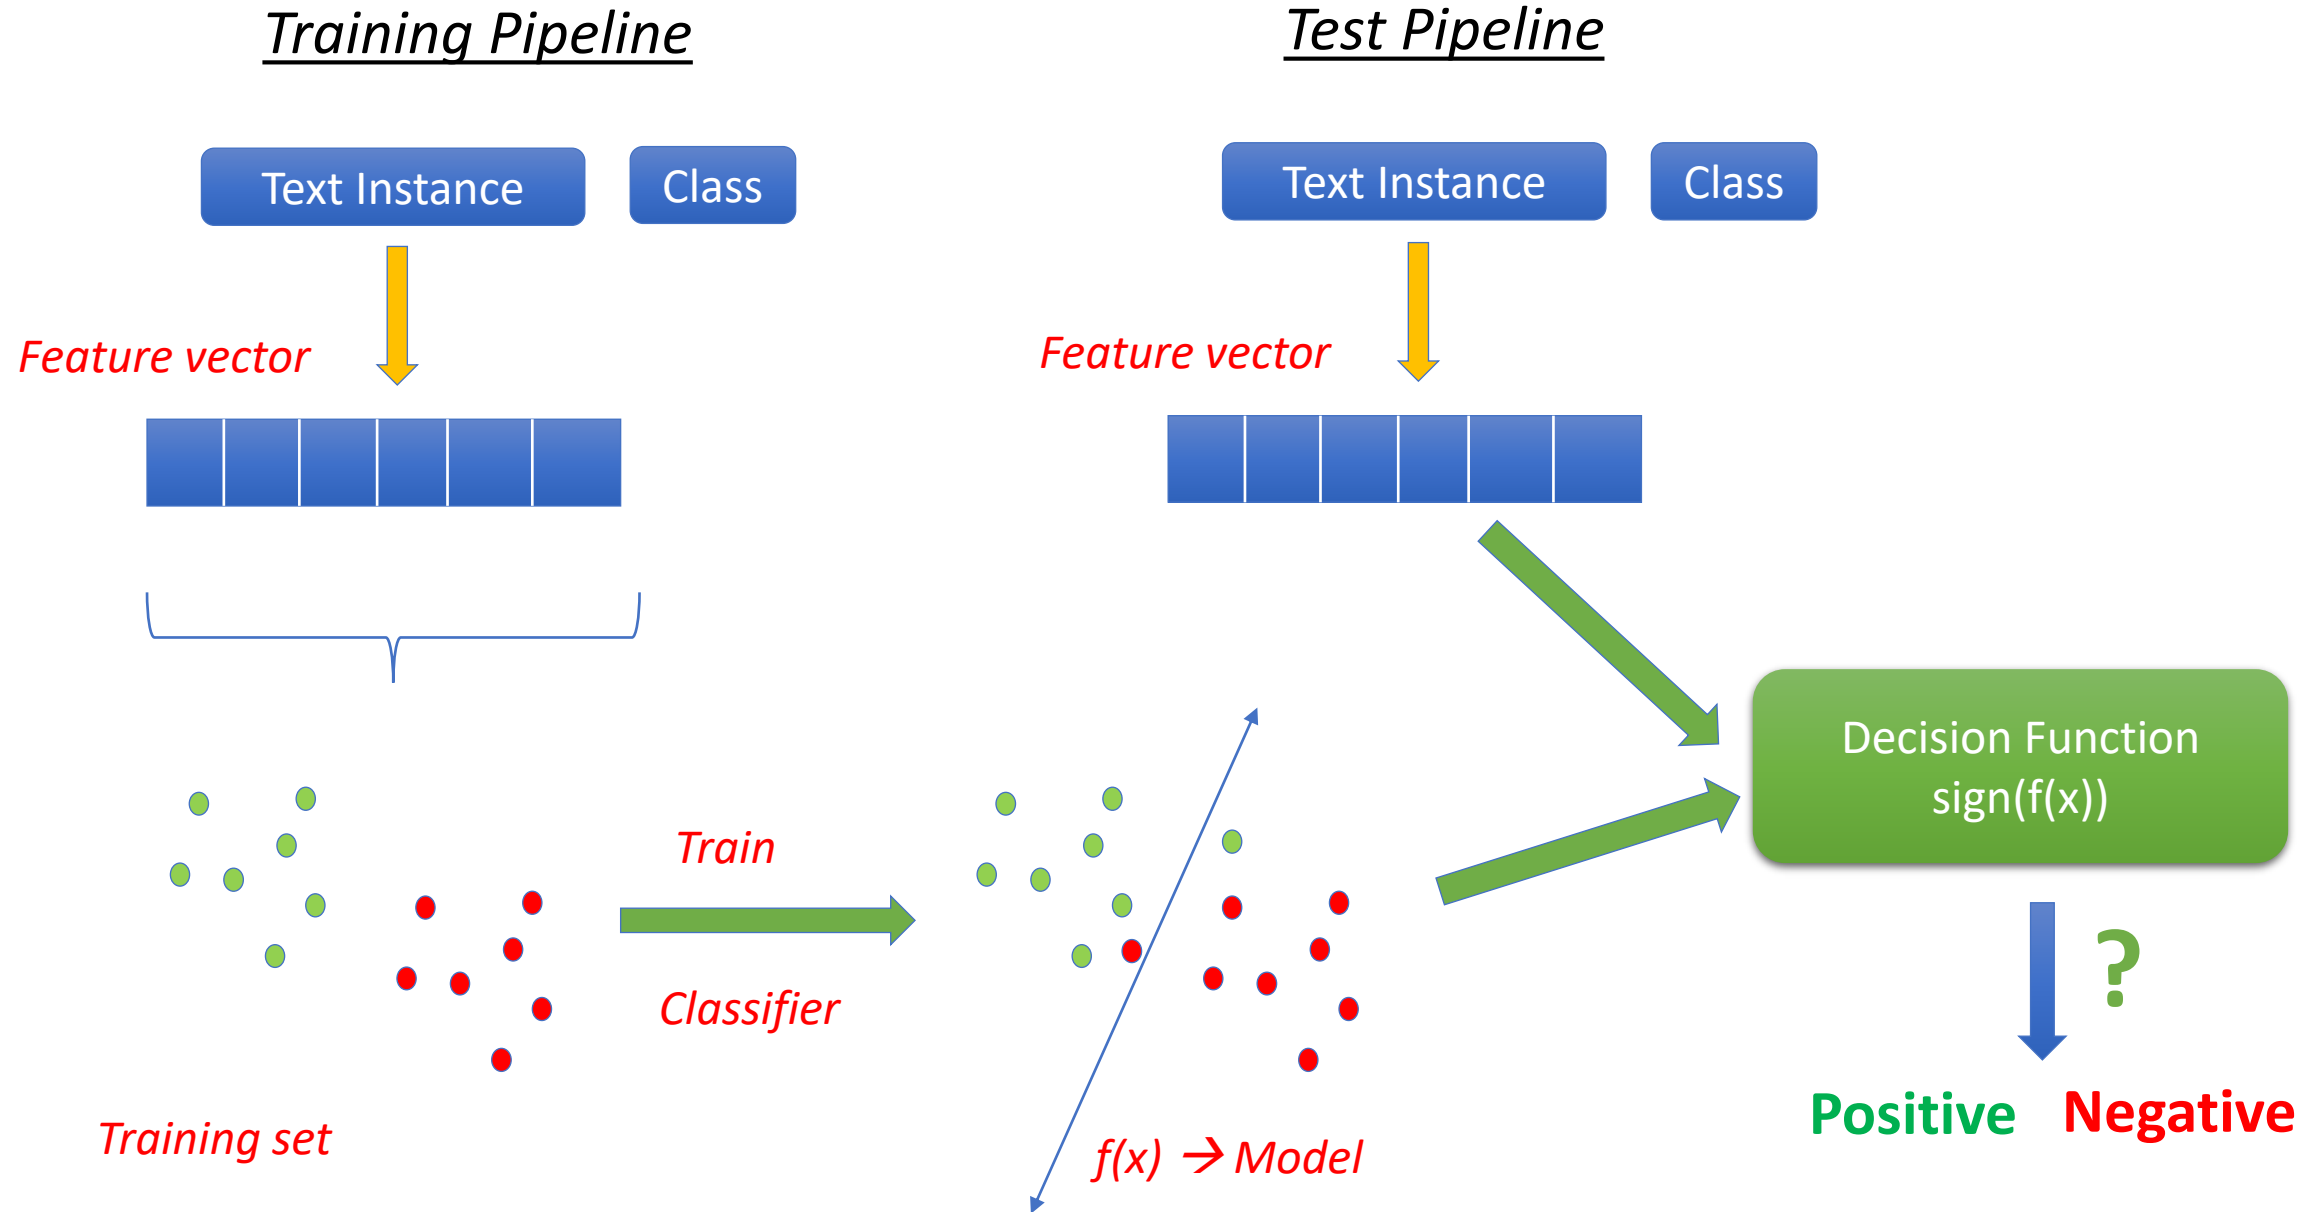 Training Pipeline
Test Pipeline
Text Instance
Class
Text Instance
Class
Feature vector
Feature vector
Train
Classifier
Training set
f(x) → Model
Decision Function
sign(f(x))
?
Positive
Negative